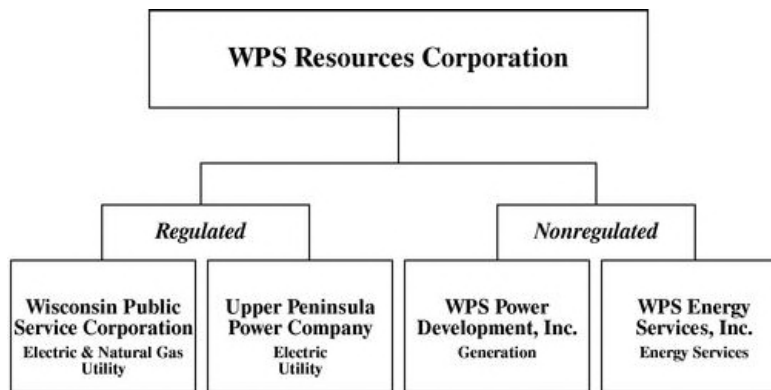 WPS Resources Corporation
Regulated
Nonregulated
Wisconsin Public
Service Corporation
Electric & Natural Gas
Utility
Upper Peninsula
Power Company
Electric
Utility
WPS Power
Development, Inc.
Generation
WPS Energy
Services, Inc.
Energy Services